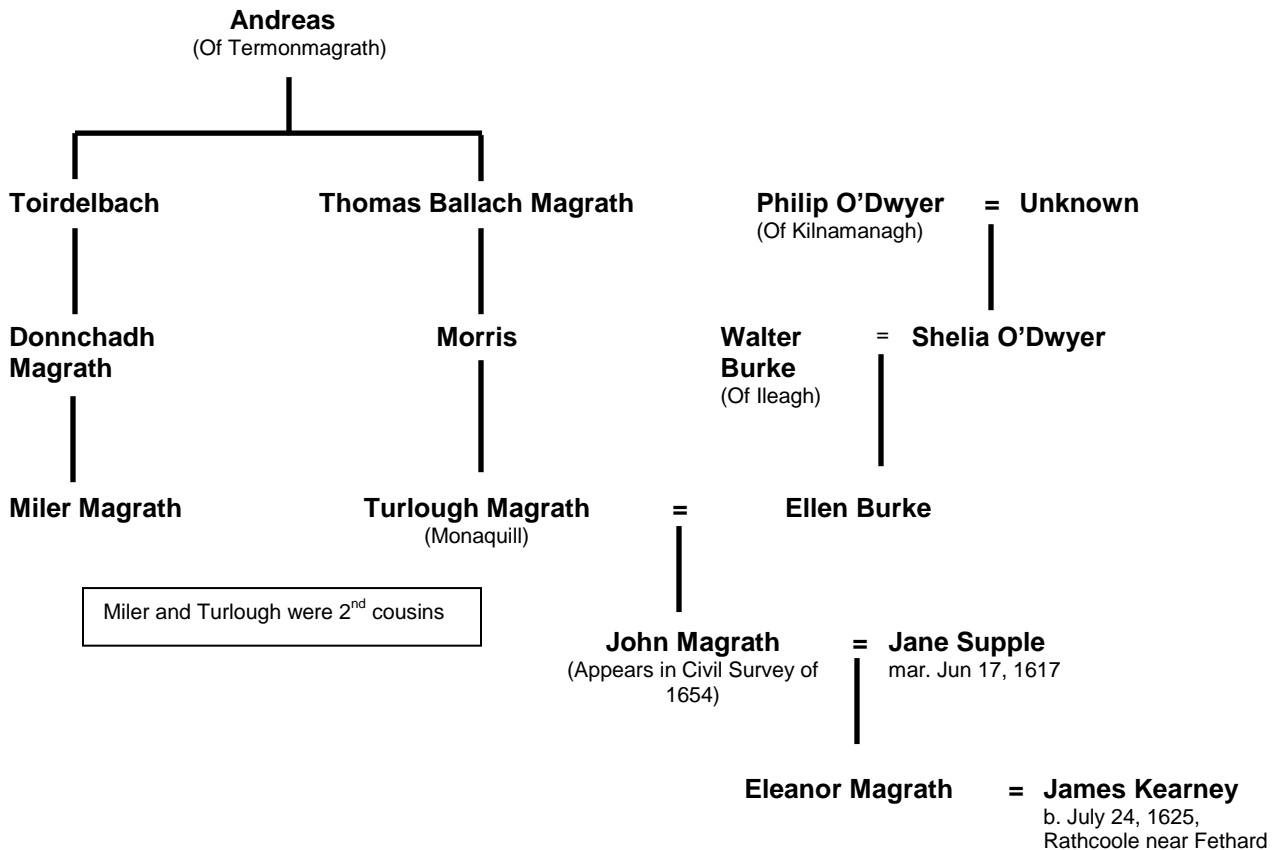 Andreas
(Of Termonmagrath)
Toirdelbach
Thomas Ballach Magrath
Philip O’Dwyer = Unknown
(Of Kilnamanagh)
Donnchadh
Magrath
Morris
Walter
Burke
(Of Ileagh)
= Shelia O’Dwyer
Miler Magrath
Turlough Magrath = Ellen Burke
(Monaquill)
Miler and Turlough were 2nd cousins
John Magrath = Jane Supple
(Appears in Civil Survey of
1654)
mar. Jun 17, 1617
Eleanor Magrath = James Kearney
b. July 24, 1625,
Rathcoole near Fethard